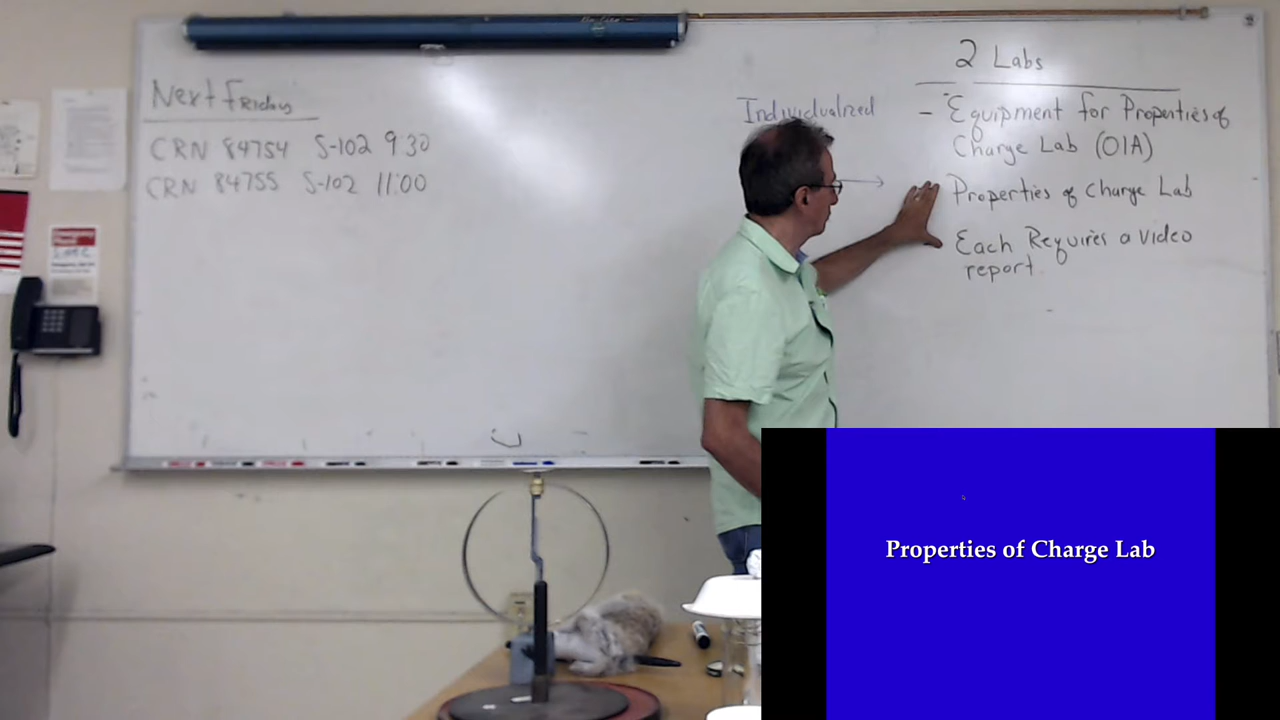 Next Friday
CRN 84754 S-102 9:30
CRN 84755 S-102 11:00
Individualized
2 Labs
- Equipment for Properties of
Charge Lab (OIA)
Properties of Charge Lab
Each Requires a video
report
Properties of Charge Lab